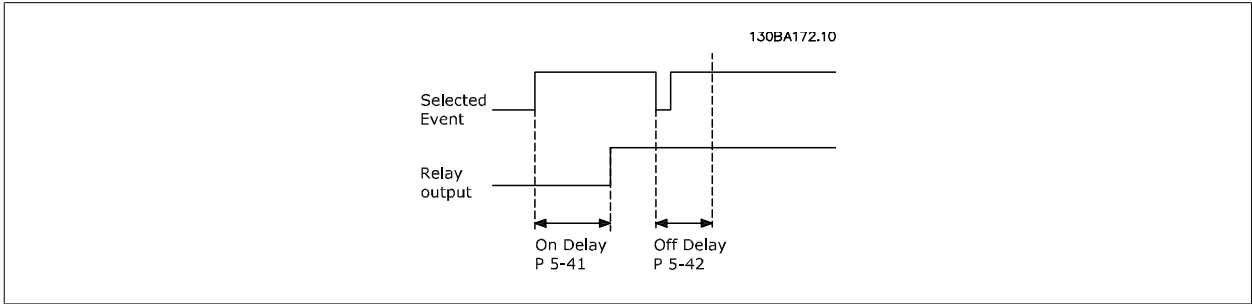 130BA172.10
Selected
Event
Relay
output
On Delay
P 5-41
Off Delay
P 5-42